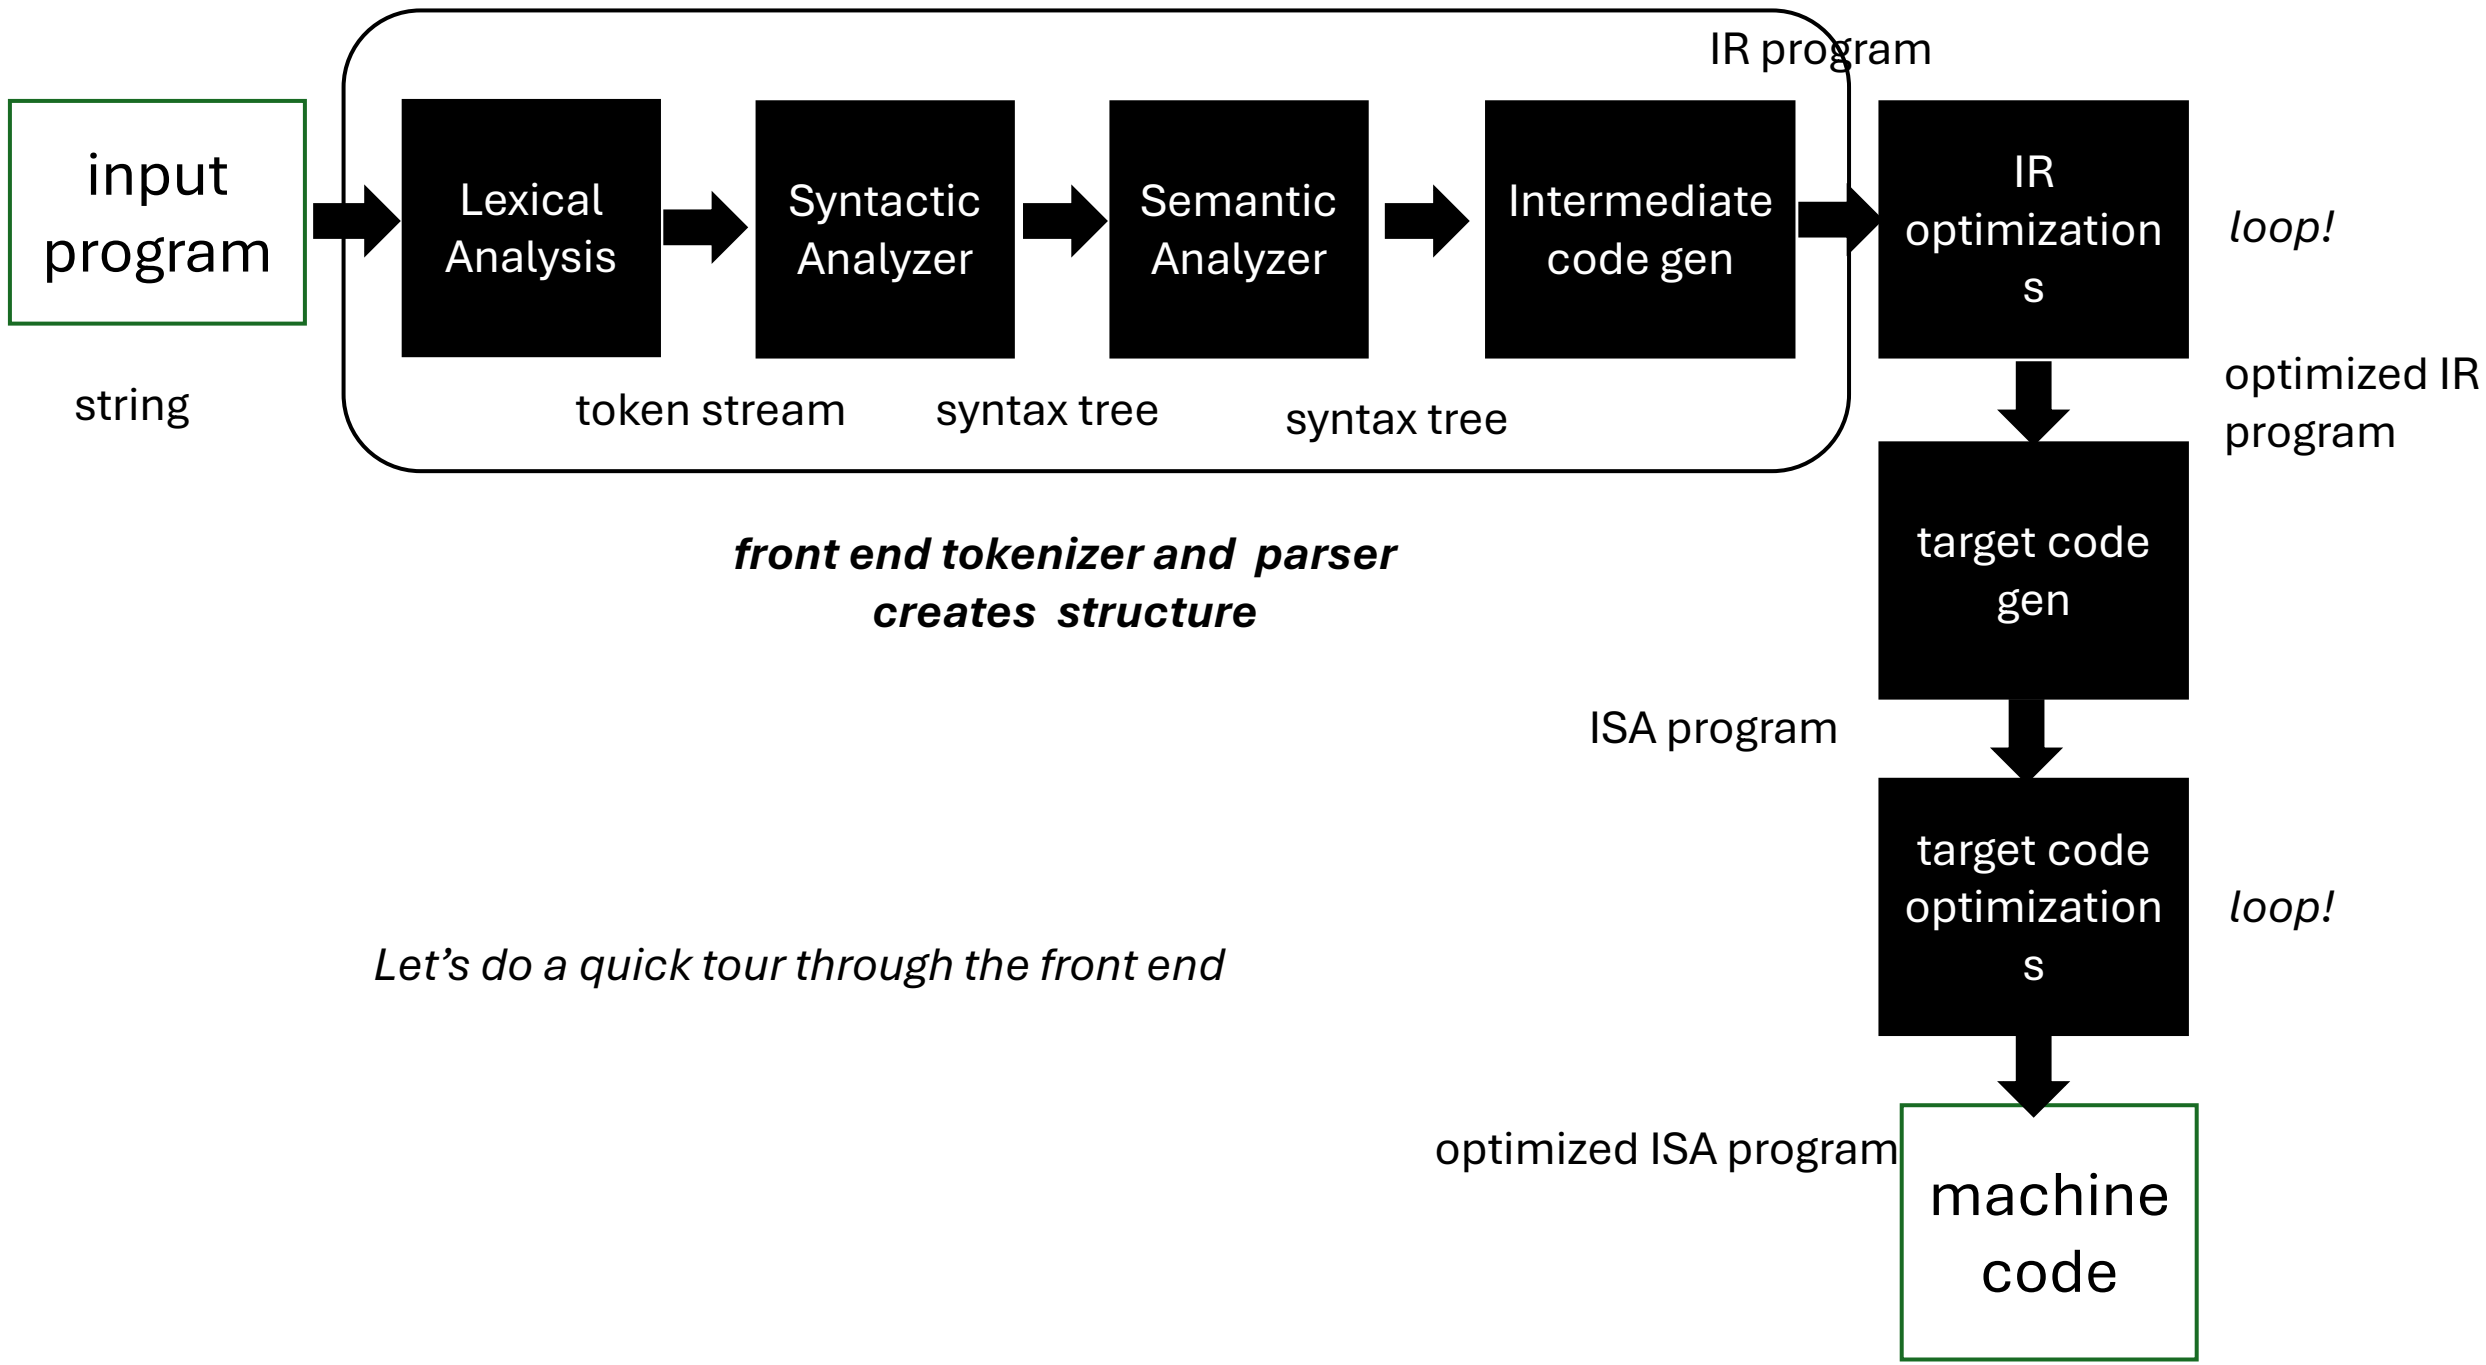 IR program
input
program
Lexical
Analysis
Syntactic
Analyzer
Semantic
Analyzer
Intermediate
code gen
IR
optimization
s
loop!
string
token stream
syntax tree
syntax tree
optimized IR
program
front end tokenizer and  parser
creates  structure
target code
gen
ISA program
target code
optimization
s
loop!
Let’s do a quick tour through the front end
optimized ISA program
machine
code